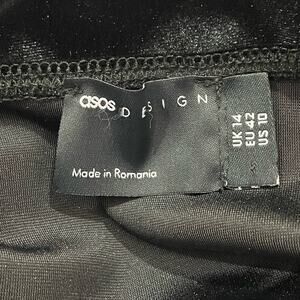 asos DESIGN
Made in Romania
UK 14
EU 42
US 10